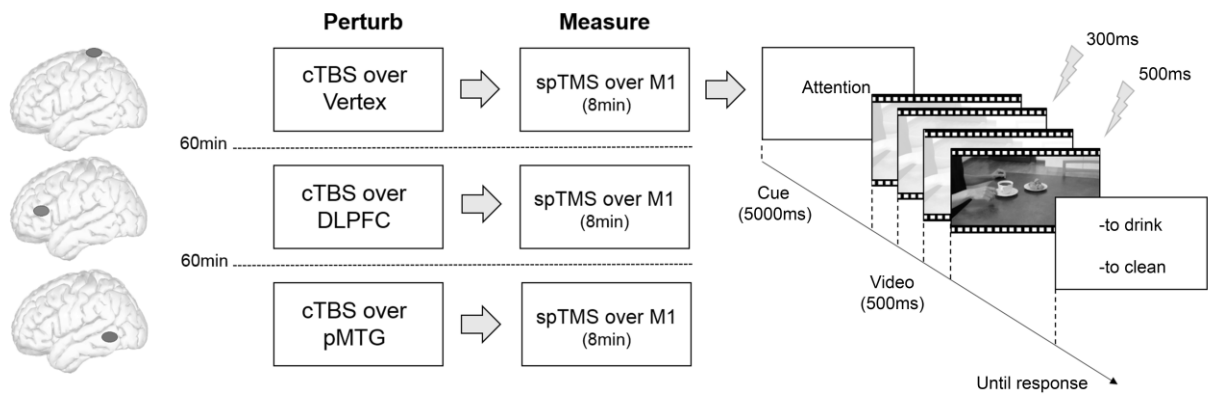 Perturb
Measure
cTBS over
Vertex
spTMS over M1
(8min)
60min
cTBS over
DLPFC
spTMS over M1
(8min)
60min
cTBS over
pMTG
spTMS over M1
(8min)
Attention
300ms
500ms
Cue
(5000ms)
Video
(500ms)
-to drink
-to clean
Until response